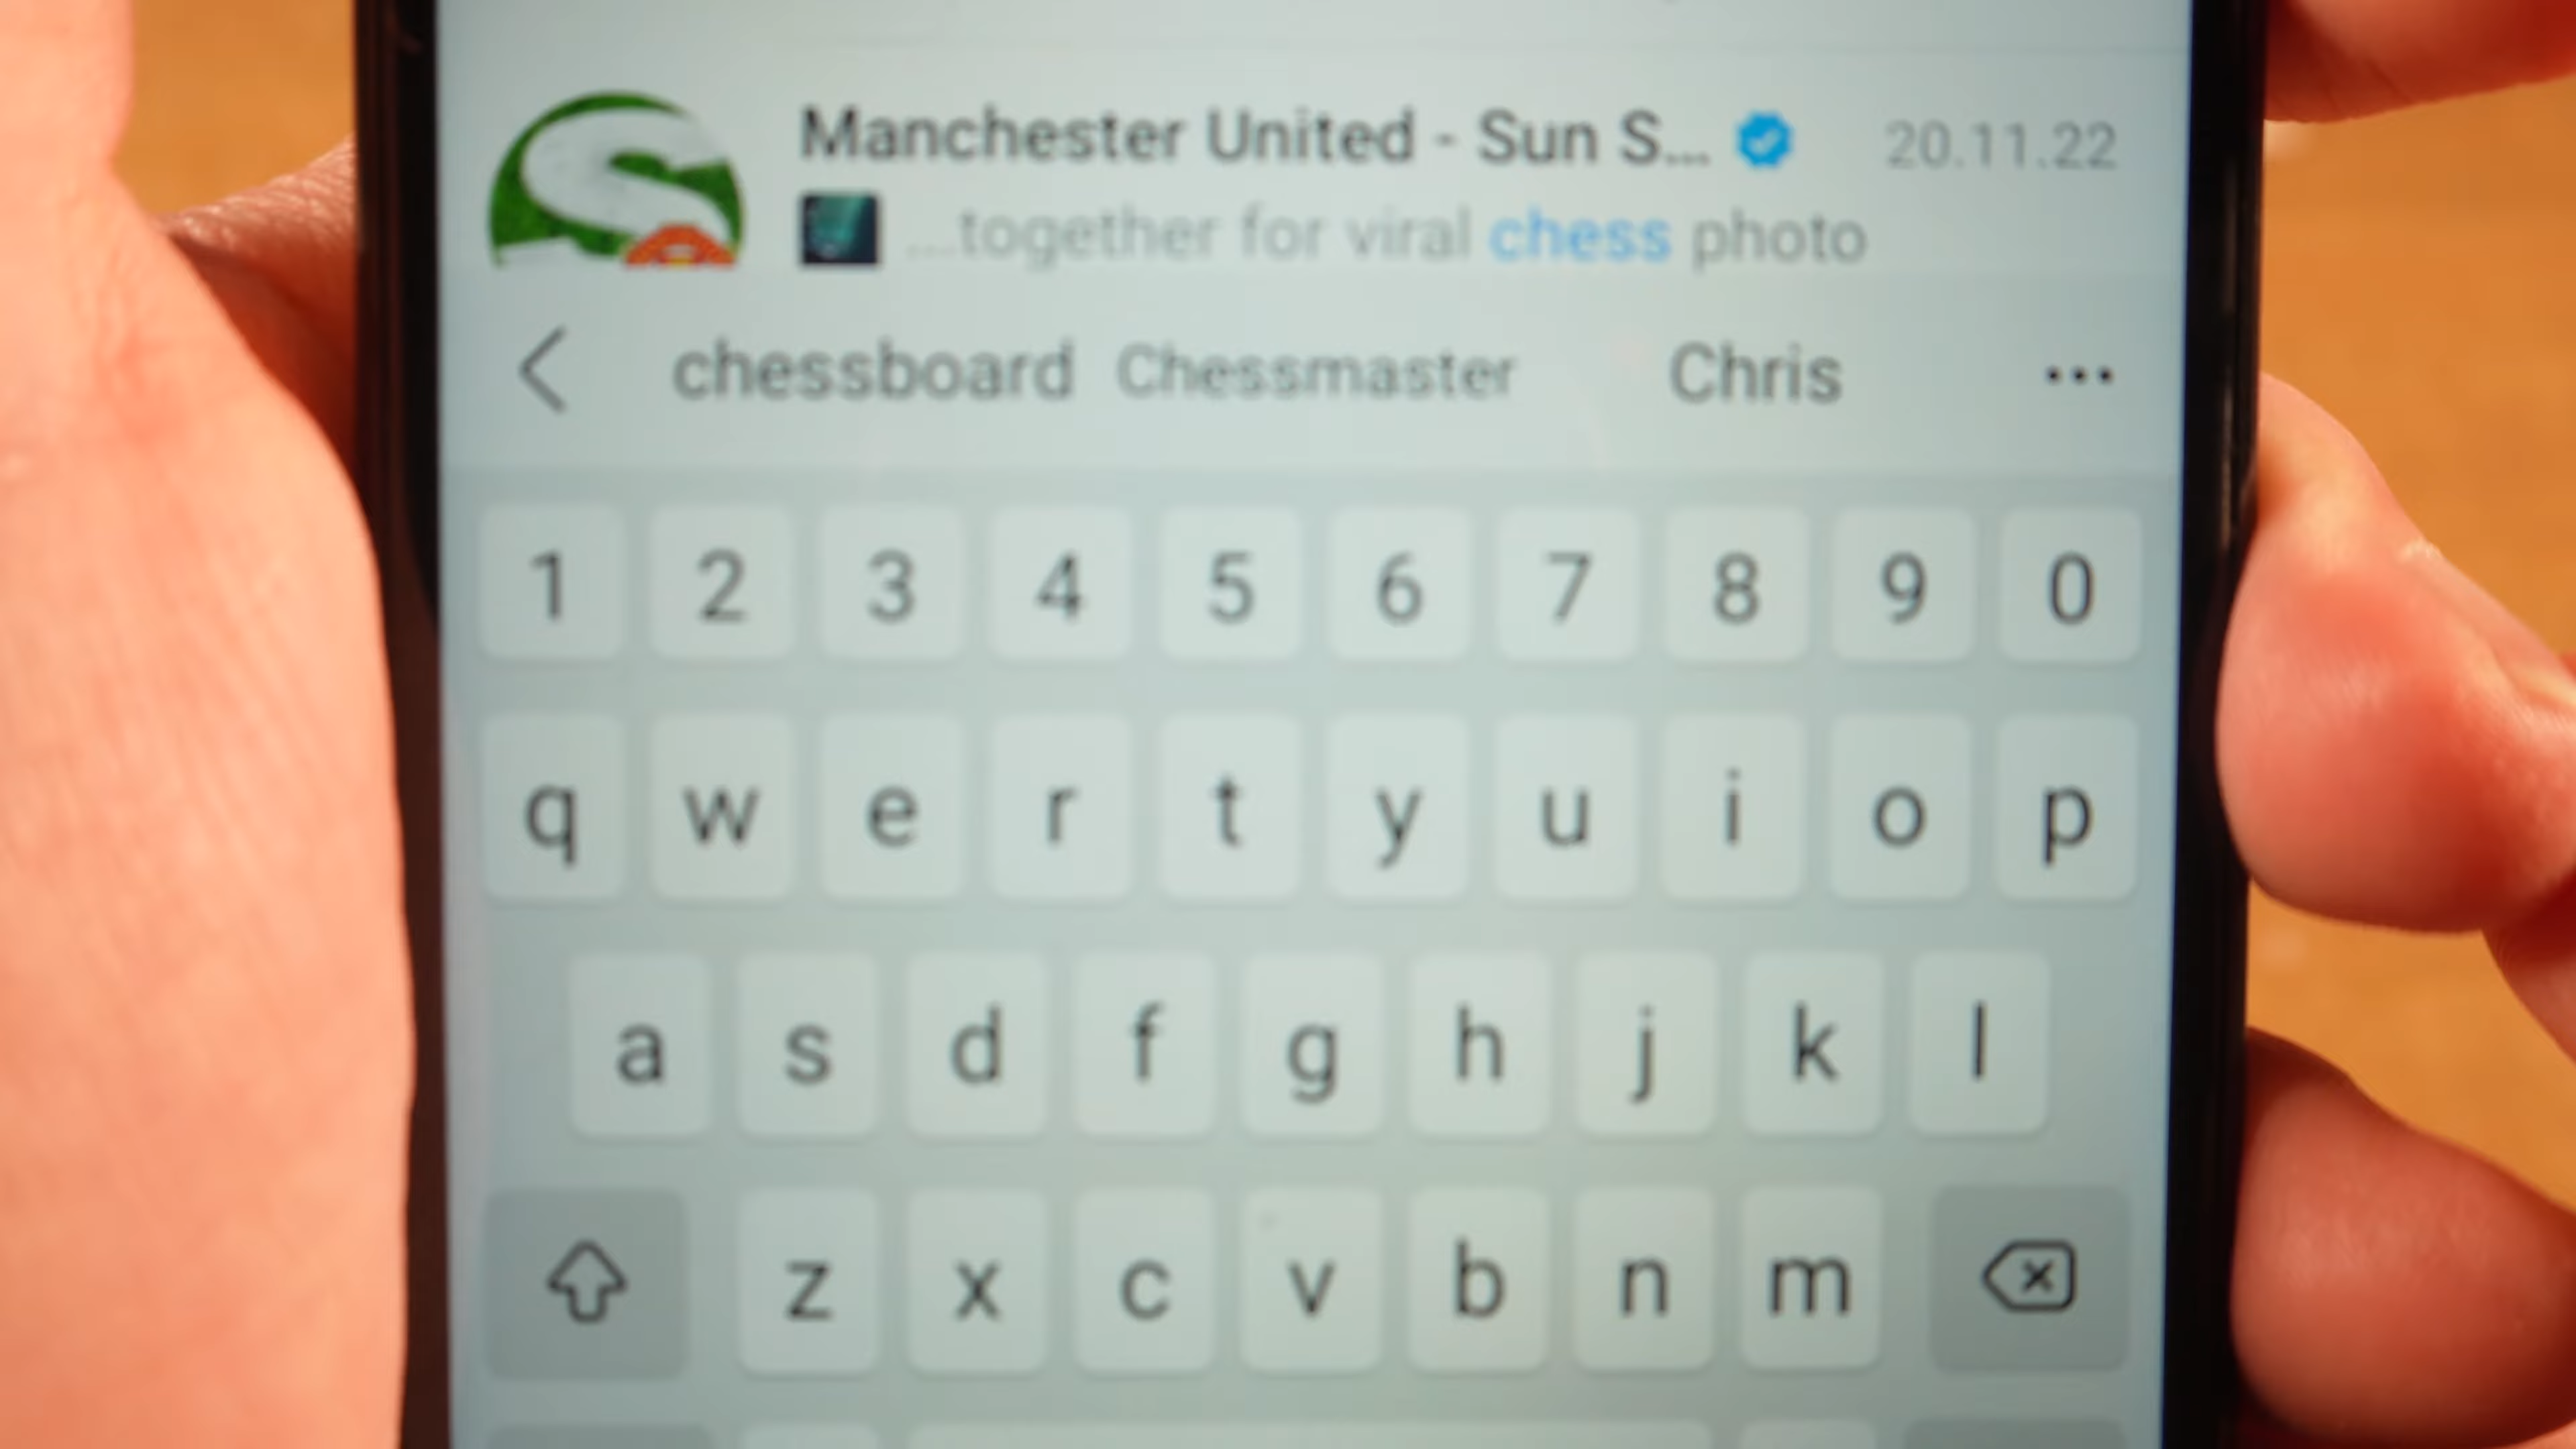 Manchester United - Sun S... 20.11.22
...together for viral chess photo
chessboard Chessmaster Chris ...
1 2 3 4 5 6 7 8 9 0
q w e r t y u i o p
a s d f g h j k l
z x c v b n m